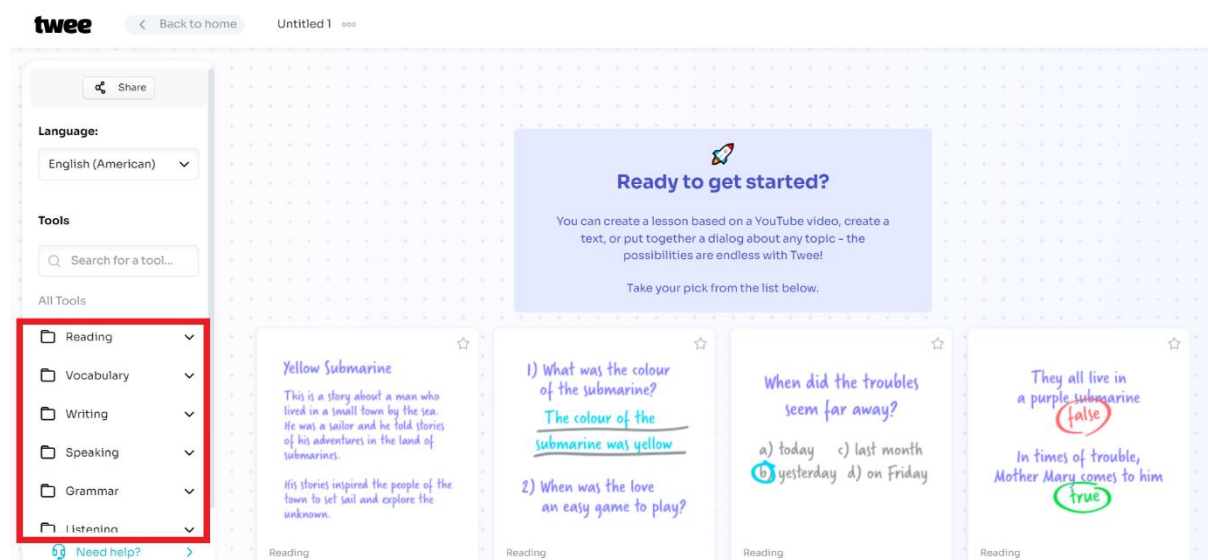 twee
Back to home
Untitled 1
Share
Language:
English (American)
Tools
Search for a tool...
All Tools
Reading
Vocabulary
Writing
Speaking
Grammar
Listening
Need help?
Ready to get started?
You can create a lesson based on a YouTube video, create a
text, or put together a dialog about any topic - the
possibilities are endless with Twee!
Take your pick from the list below.
Yellow Submarine
This is a story about a man who
lived in a small town by the sea.
He was a sailor and he told stories
of his adventures in the land of
submarines.
His stories inspired the people of the
town to set sail and explore the
unknown.
Reading
1) What was the colour
of the submarine?
The colour of the
submarine was yellow
2) When was the love
an easy game to play?
Reading
When did the troubles
seem far away?
a) today c) last month
b) yesterday d) on Friday
Reading
They all live in
a purple submarine
false
In times of trouble,
Mother Mary comes to him
true
Reading